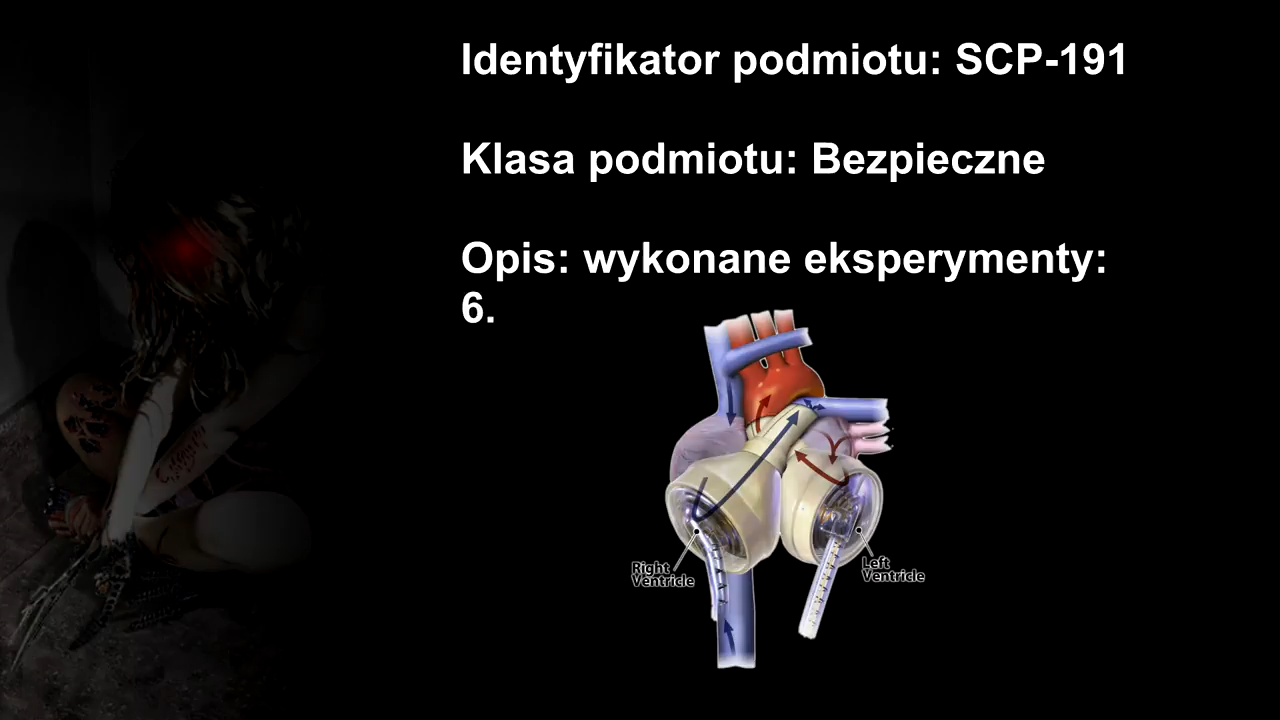 Identyfikator podmiotu: SCP-191
Klasa podmiotu: Bezpieczne
Opis: wykonane eksperymenty:
6.
Right
Ventricle
Left
Ventricle